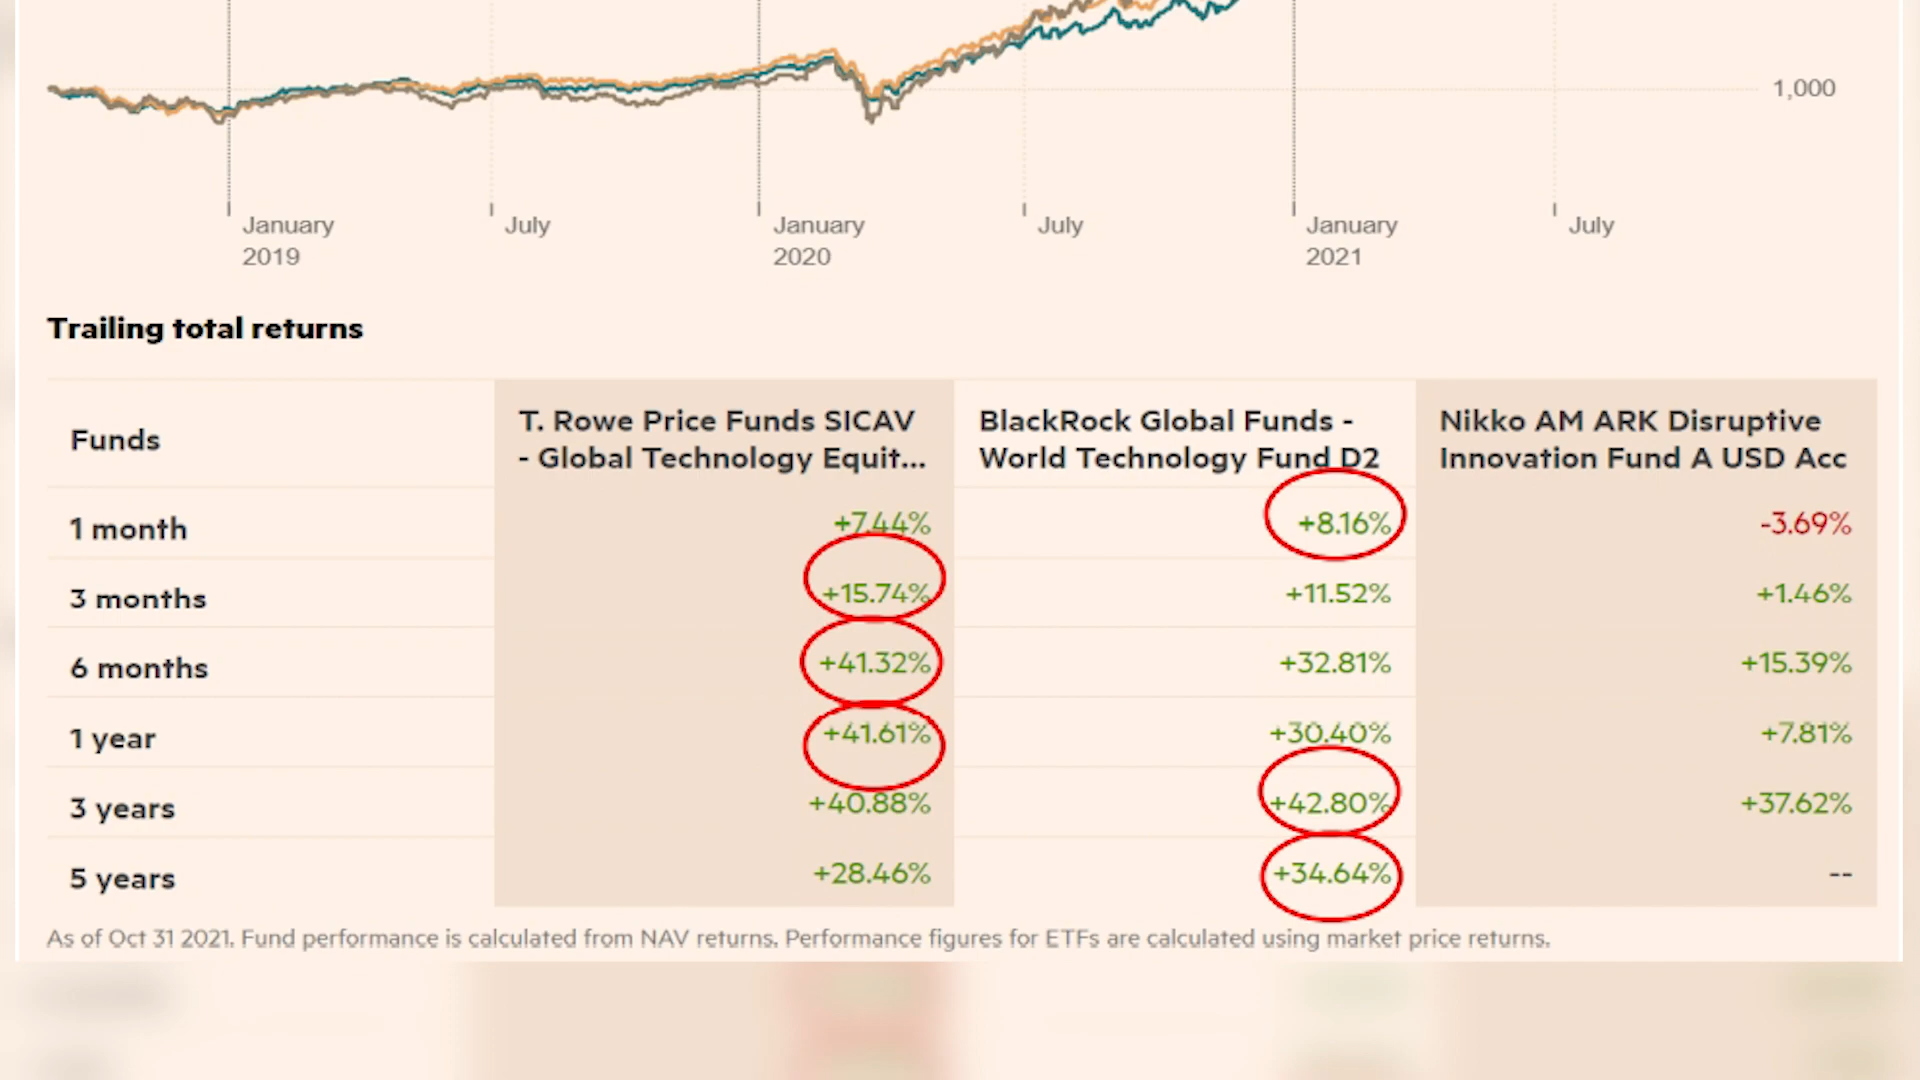 1,000
January July January July January July
2019 2020 2021
Trailing total returns
Funds
T. Rowe Price Funds SICAV
- Global Technology Equit...
BlackRock Global Funds -
World Technology Fund D2
Nikko AM ARK Disruptive
Innovation Fund A USD Acc
1 month +7.44% +8.16% -3.69%
3 months +15.74% +11.52% +1.46%
6 months +41.32% +32.81% +15.39%
1 year +41.61% +30.40% +7.81%
3 years +40.88% +42.80% +37.62%
5 years +28.46% +34.64% --
As of Oct 31 2021. Fund performance is calculated from NAV returns. Performance figures for ETFs are calculated using market price returns.